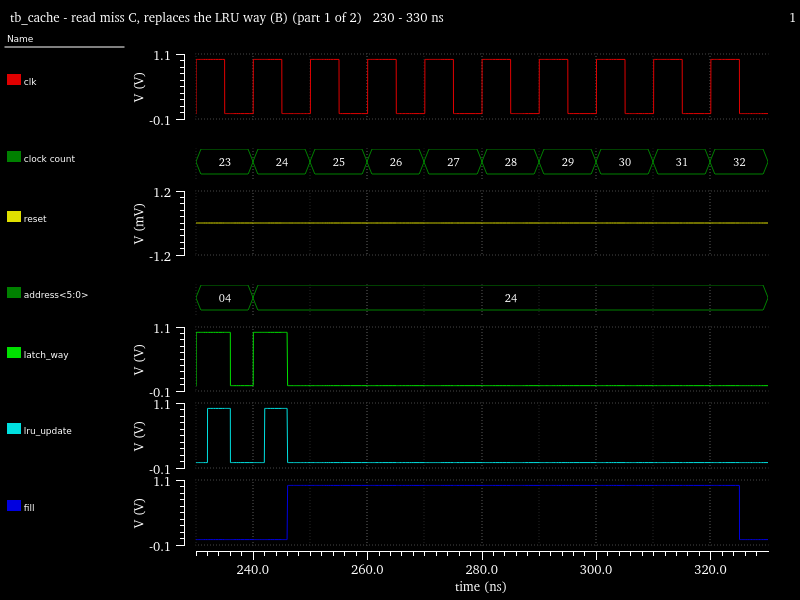 tb_cache - read miss C, replaces the LRU way (B) (part 1 of 2) 230 - 330 ns 1
Name
clk
V (V)
1.1
-0.1
clock count
23 24 25 26 27 28 29 30 31 32
reset
V (mV)
1.2
-1.2
address<5:0>
04 24
latch_way
V (V)
1.1
-0.1
lru_update
V (V)
1.1
-0.1
fill
V (V)
1.1
-0.1
240.0 260.0 280.0 300.0 320.0
time (ns)